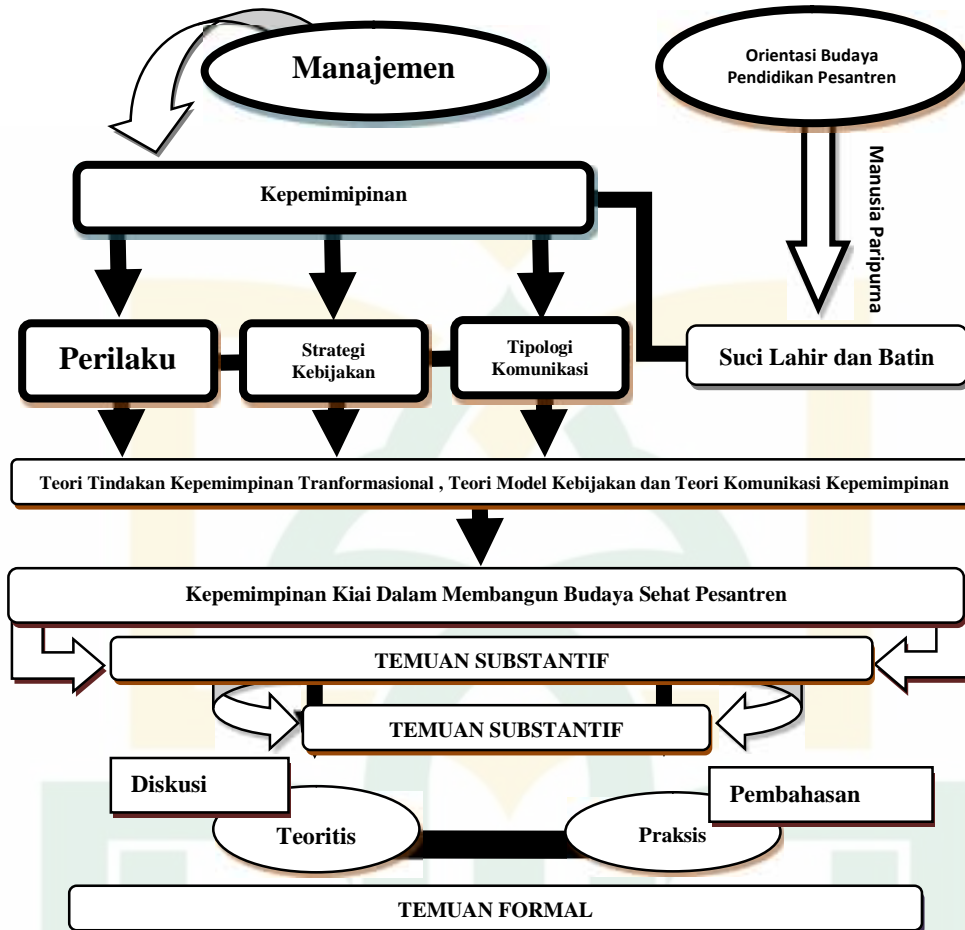 Manajemen
Orientasi Budaya
Pendidikan Pesantren
Manusia Paripurna
Kepemimipinan
Perilaku
Strategi
Kebijakan
Tipologi
Komunikasi
Suci Lahir dan Batin
Teori Tindakan Kepemimpinan Tranformasional , Teori Model Kebijakan dan Teori Komunikasi Kepemimpinan
Kepemimpinan Kiai Dalam Membangun Budaya Sehat Pesantren
TEMUAN SUBSTANTIF
TEMUAN SUBSTANTIF
Diskusi
Pembahasan
Teoritis
Praksis
TEMUAN FORMAL